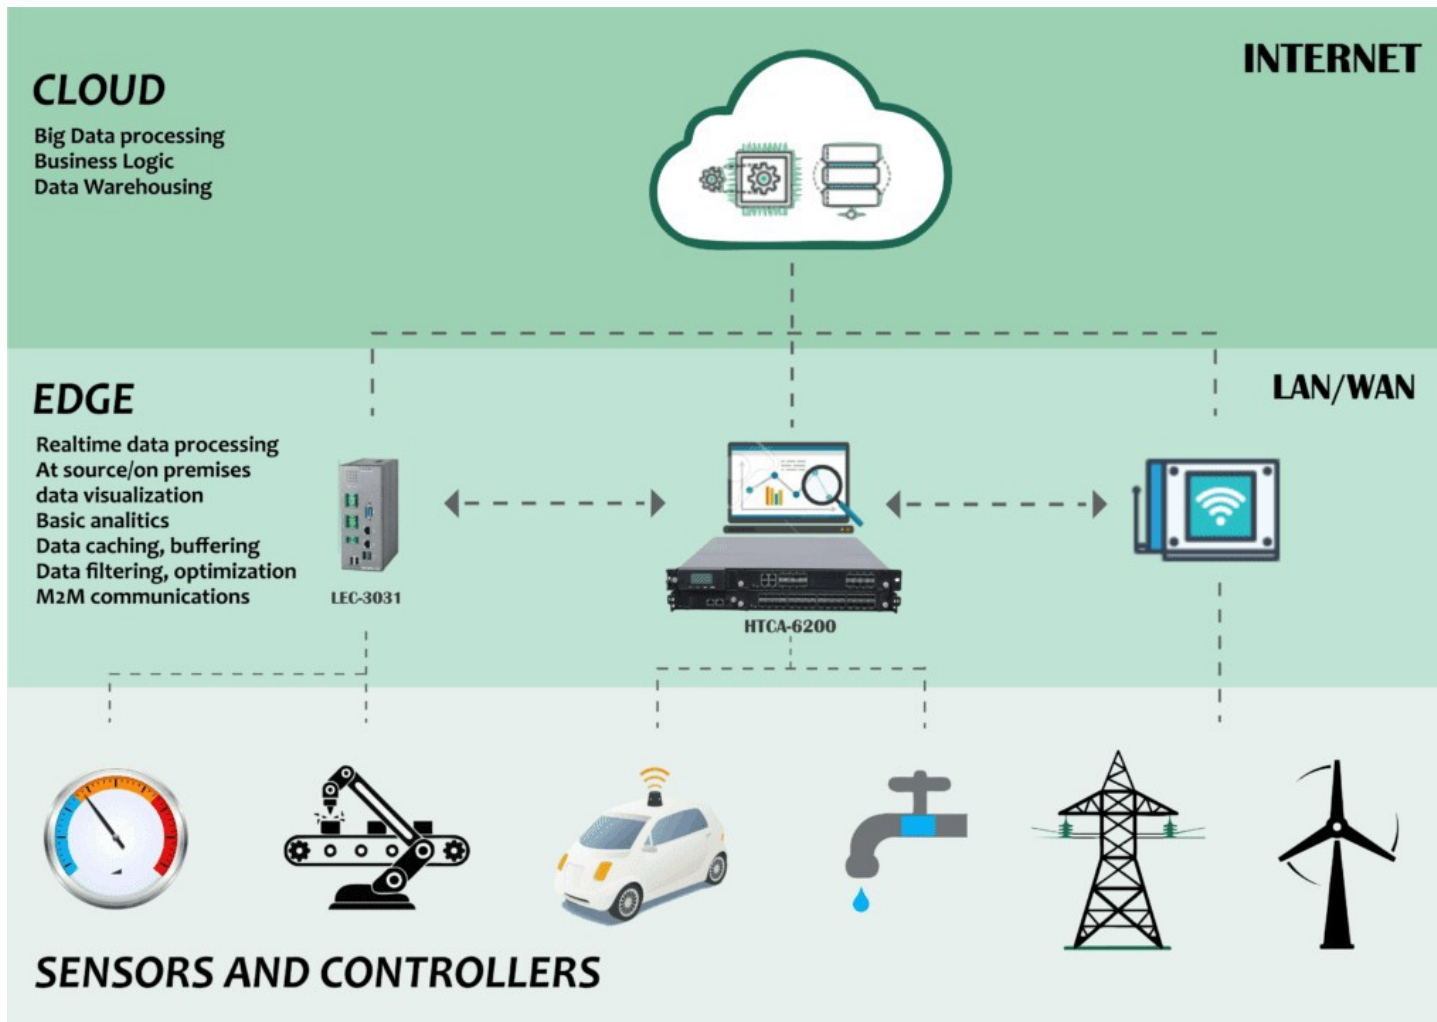 CLOUD
Big Data processing
Business Logic
Data Warehousing
INTERNET
EDGE
Realtime data processing
At source/on premises
data visualization
Basic analitics
Data caching, buffering
Data filtering, optimization
M2M communications
LAN/WAN
LEC-3031
HTCA-6200
SENSORS AND CONTROLLERS